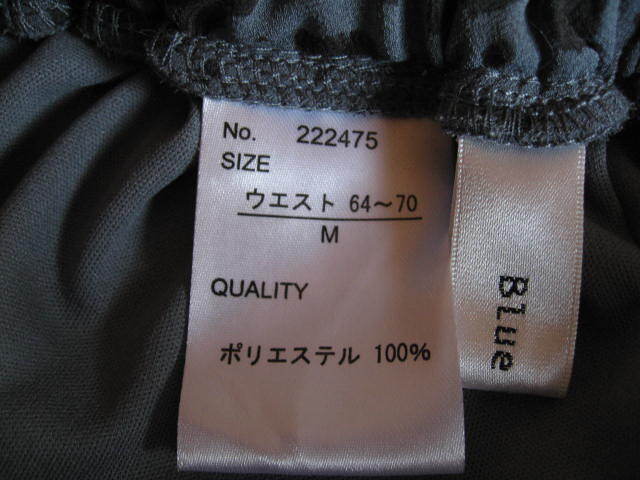 No. 222475
SIZE
ウエスト 64～70
M
QUALITY
ポリエステル 100%
Blue